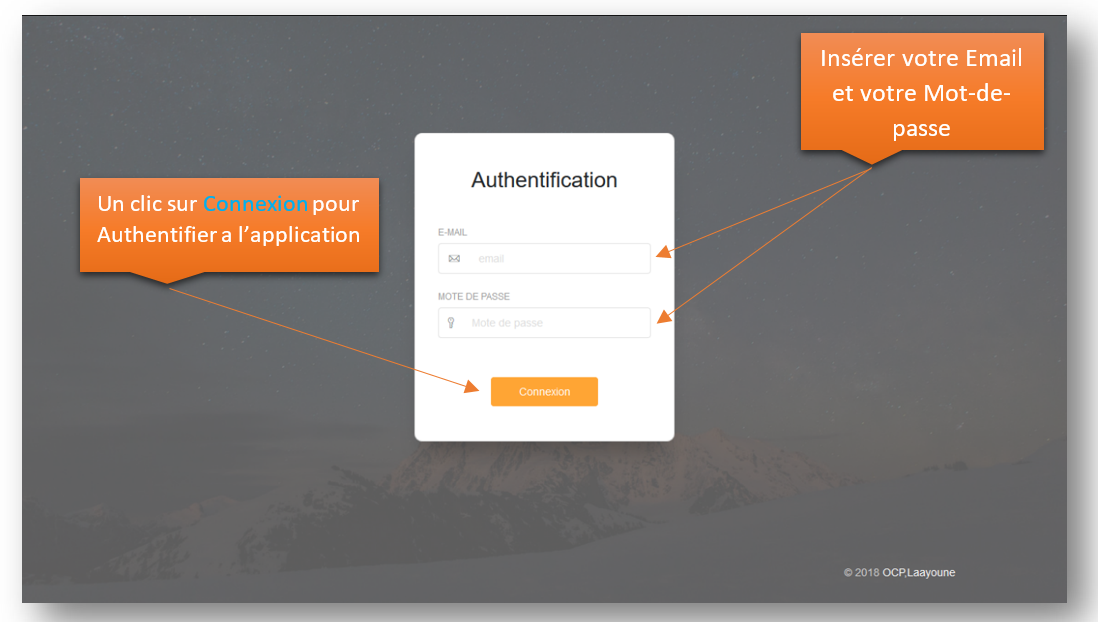 Insérer votre Email
et votre Mot-de-
passe
Un clic sur Connexion pour
Authentifier a l’application
Authentification
E-MAIL
email
MOTE DE PASSE
Mote de passe
Connexion
© 2018 OCP,Laayoune